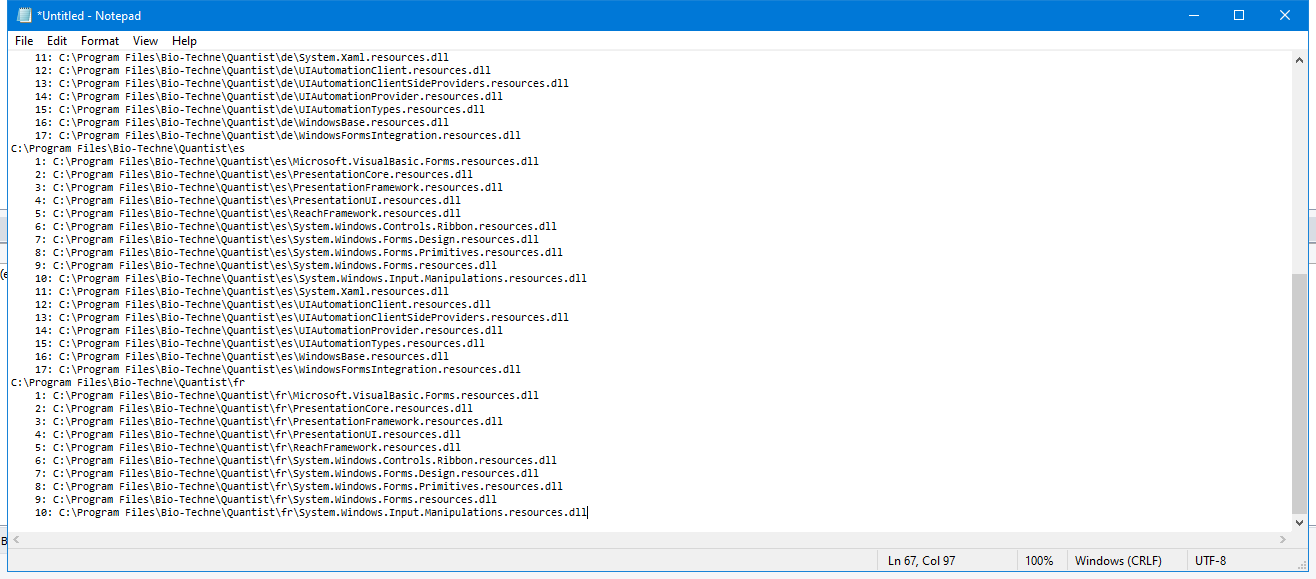 *Untitled - Notepad
File Edit Format View Help
11: C:\Program Files\Bio-Techne\Quantist\de\System.Xaml.resources.dll
12: C:\Program Files\Bio-Techne\Quantist\de\UIAutomationClient.resources.dll
13: C:\Program Files\Bio-Techne\Quantist\de\UIAutomationClientSideProviders.resources.dll
14: C:\Program Files\Bio-Techne\Quantist\de\UIAutomationProvider.resources.dll
15: C:\Program Files\Bio-Techne\Quantist\de\UIAutomationTypes.resources.dll
16: C:\Program Files\Bio-Techne\Quantist\de\WindowsBase.resources.dll
17: C:\Program Files\Bio-Techne\Quantist\de\WindowsFormsIntegration.resources.dll
C:\Program Files\Bio-Techne\Quantist\es
1: C:\Program Files\Bio-Techne\Quantist\es\Microsoft.VisualBasic.Forms.resources.dll
2: C:\Program Files\Bio-Techne\Quantist\es\PresentationCore.resources.dll
3: C:\Program Files\Bio-Techne\Quantist\es\PresentationFramework.resources.dll
4: C:\Program Files\Bio-Techne\Quantist\es\PresentationUI.resources.dll
5: C:\Program Files\Bio-Techne\Quantist\es\ReachFramework.resources.dll
6: C:\Program Files\Bio-Techne\Quantist\es\System.Windows.Controls.Ribbon.resources.dll
7: C:\Program Files\Bio-Techne\Quantist\es\System.Windows.Forms.Design.resources.dll
8: C:\Program Files\Bio-Techne\Quantist\es\System.Windows.Forms.Primitives.resources.dll
9: C:\Program Files\Bio-Techne\Quantist\es\System.Windows.Forms.resources.dll
10: C:\Program Files\Bio-Techne\Quantist\es\System.Windows.Input.Manipulations.resources.dll
11: C:\Program Files\Bio-Techne\Quantist\es\System.Xaml.resources.dll
12: C:\Program Files\Bio-Techne\Quantist\es\UIAutomationClient.resources.dll
13: C:\Program Files\Bio-Techne\Quantist\es\UIAutomationClientSideProviders.resources.dll
14: C:\Program Files\Bio-Techne\Quantist\es\UIAutomationProvider.resources.dll
15: C:\Program Files\Bio-Techne\Quantist\es\UIAutomationTypes.resources.dll
16: C:\Program Files\Bio-Techne\Quantist\es\WindowsBase.resources.dll
17: C:\Program Files\Bio-Techne\Quantist\es\WindowsFormsIntegration.resources.dll
C:\Program Files\Bio-Techne\Quantist\fr
1: C:\Program Files\Bio-Techne\Quantist\fr\Microsoft.VisualBasic.Forms.resources.dll
2: C:\Program Files\Bio-Techne\Quantist\fr\PresentationCore.resources.dll
3: C:\Program Files\Bio-Techne\Quantist\fr\PresentationFramework.resources.dll
4: C:\Program Files\Bio-Techne\Quantist\fr\PresentationUI.resources.dll
5: C:\Program Files\Bio-Techne\Quantist\fr\ReachFramework.resources.dll
6: C:\Program Files\Bio-Techne\Quantist\fr\System.Windows.Controls.Ribbon.resources.dll
7: C:\Program Files\Bio-Techne\Quantist\fr\System.Windows.Forms.Design.resources.dll
8: C:\Program Files\Bio-Techne\Quantist\fr\System.Windows.Forms.Primitives.resources.dll
9: C:\Program Files\Bio-Techne\Quantist\fr\System.Windows.Forms.resources.dll
10: C:\Program Files\Bio-Techne\Quantist\fr\System.Windows.Input.Manipulations.resources.dll
Ln 67, Col 97 100% Windows (CRLF) UTF-8